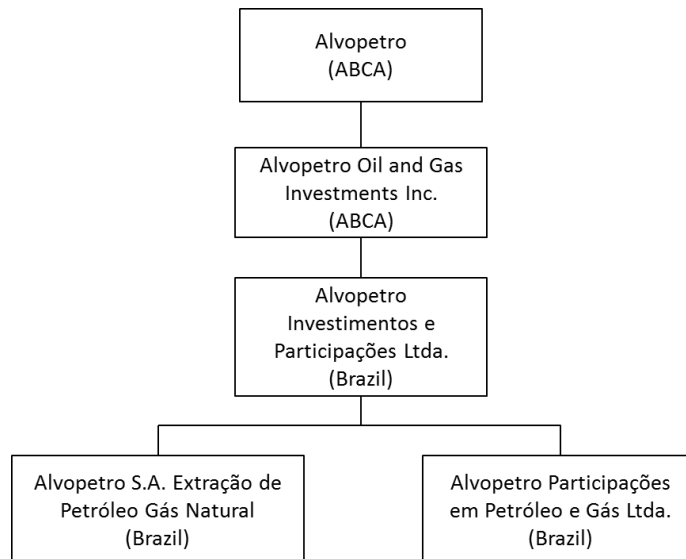 Alvopetro
(ABCA)
Alvopetro Oil and Gas
Investments Inc.
(ABCA)
Alvopetro
Investimentos e
Participações Ltda.
(Brazil)
Alvopetro S.A. Extração de
Petróleo Gás Natural
(Brazil)
Alvopetro Participações
em Petróleo e Gás Ltda.
(Brazil)